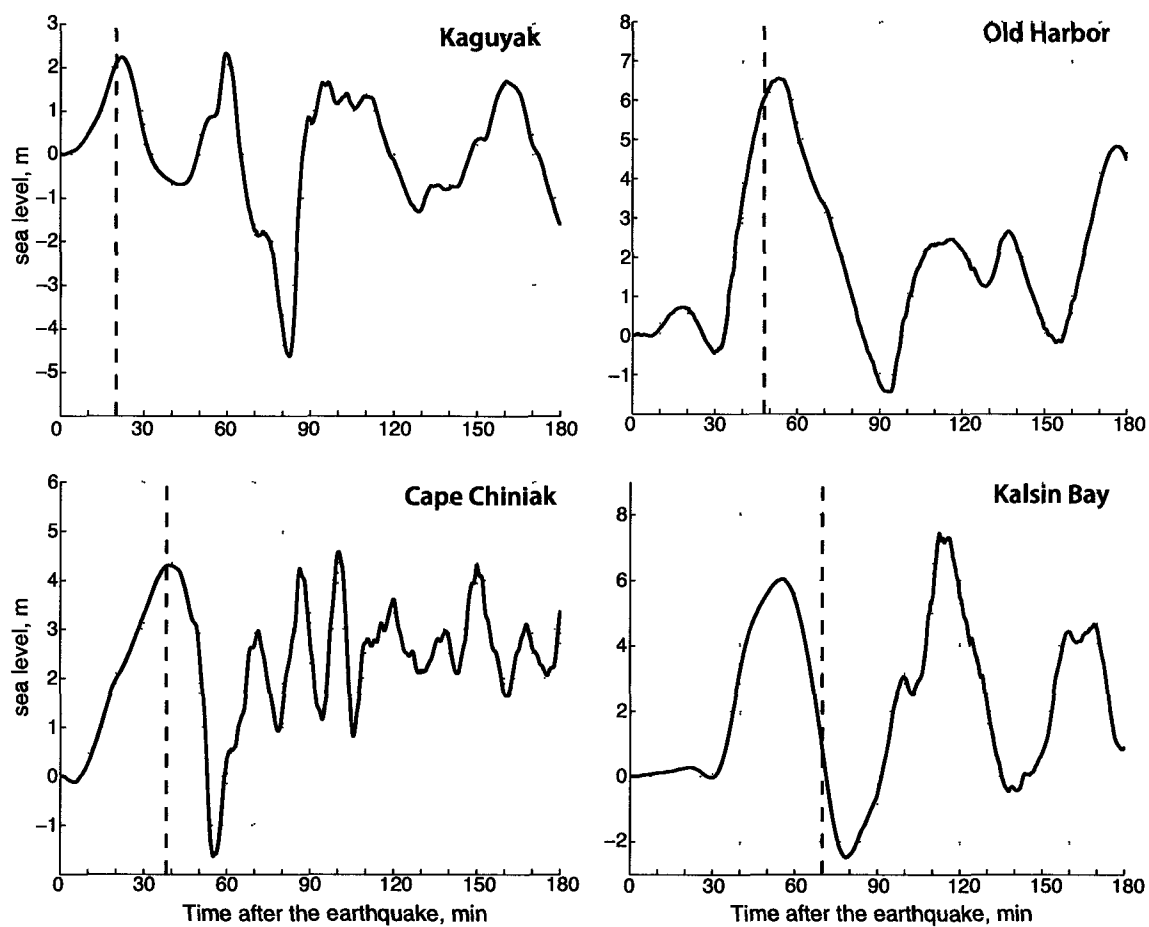 Kaguyak
sea level, m
3
2
1
0
−1
−2
−3
−4
−5
0 30 60 90 120 150 180
Old Harbor
8
7
6
5
4
3
2
1
0
−1
0 30 60 90 120 150 180
Cape Chiniak
sea level, m
6
5
4
3
2
1
0
−1
0 30 60 90 120 150 180
Time after the earthquake, min
Kalsin Bay
8
6
4
2
0
−2
0 30 60 90 120 150 180
Time after the earthquake, min